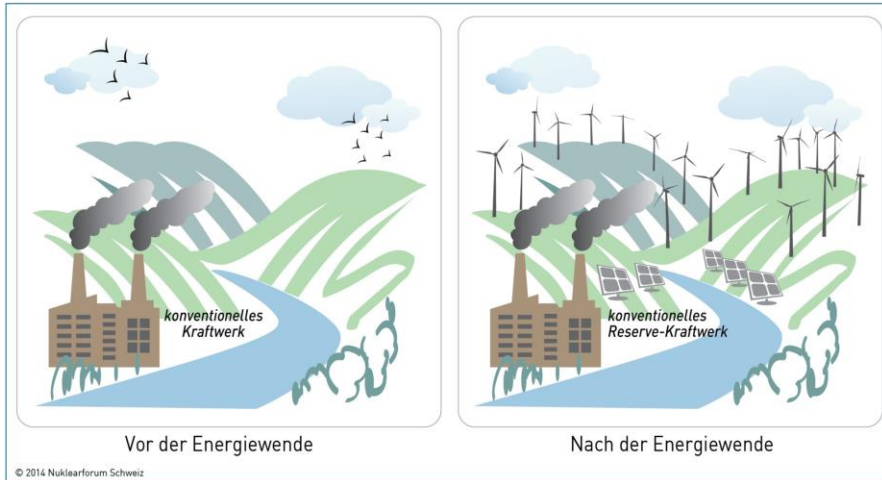 konventionelles
Kraftwerk
Vor der Energiewende
konventionelles
Reserve-Kraftwerk
Nach der Energiewende
© 2014 Nuklearforum Schweiz